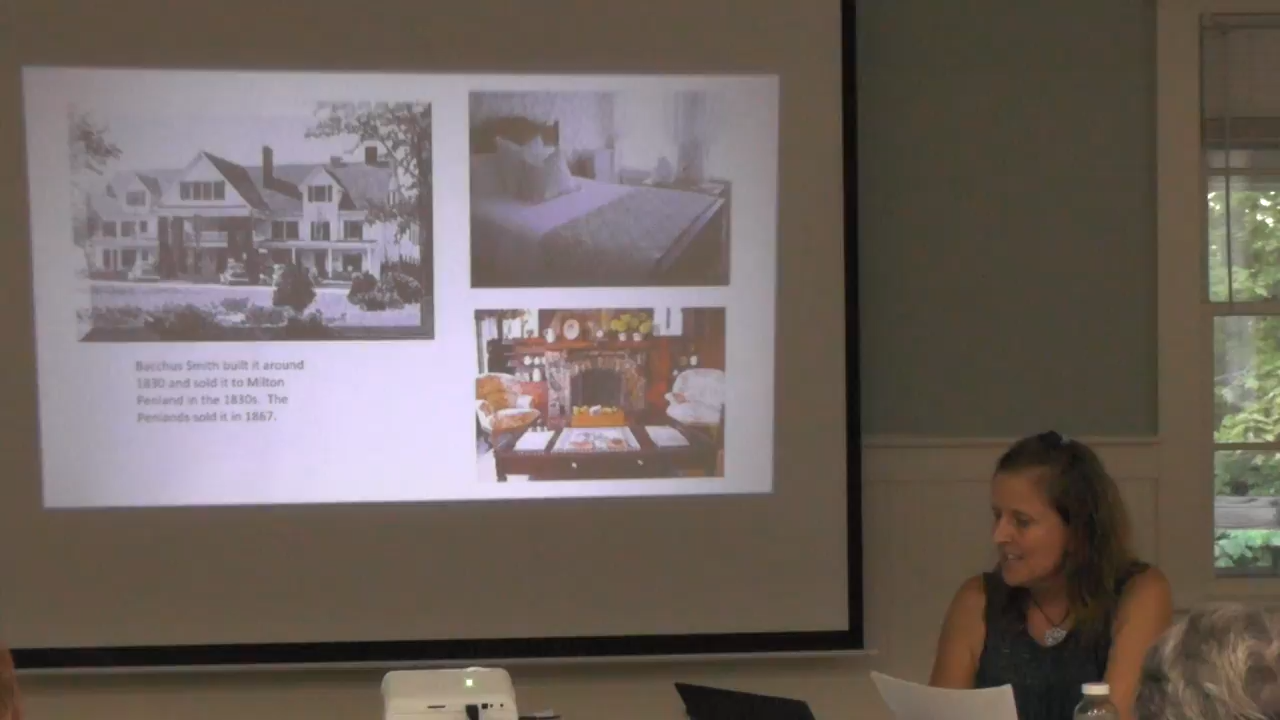 Bacchus Smith built it around
1830 and sold it to Milton
Penland in the 1830s. The
Penlands sold it in 1867.